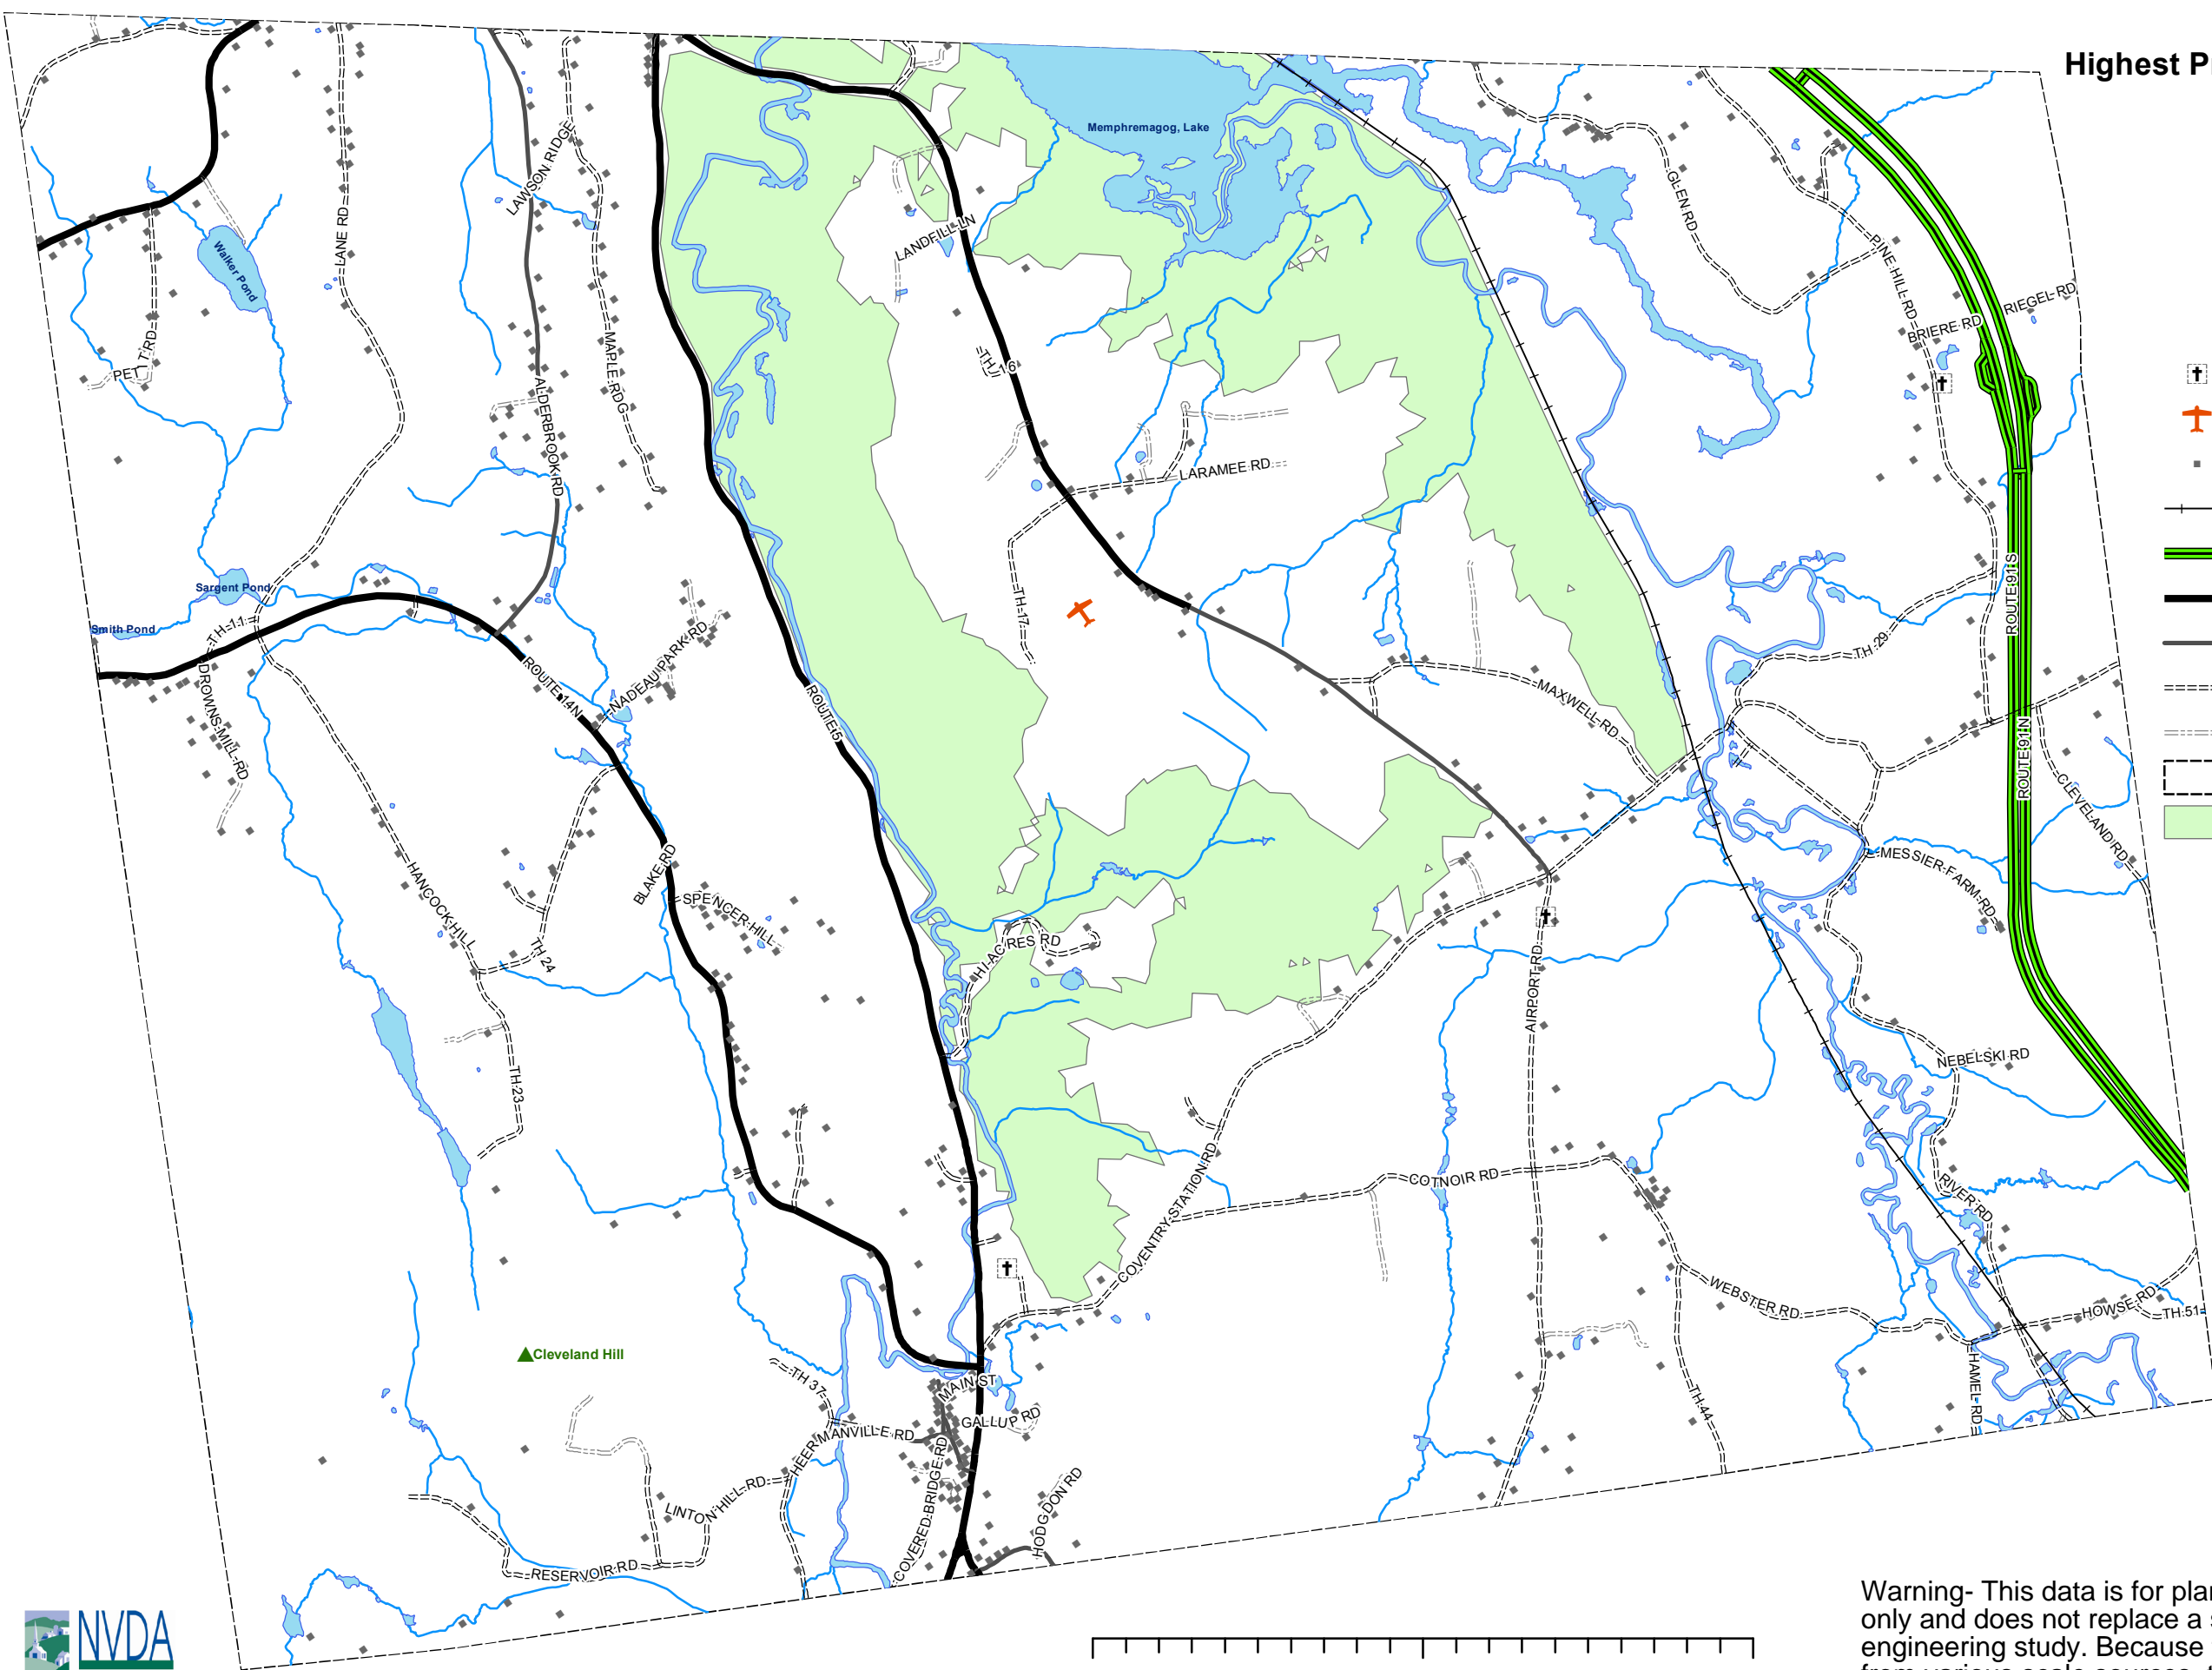 Highest P
Memphremagog, Lake
LAWSON RIDGE
LANE RD
GLEN RD
LANDFILL LN
PINE HILL RD
Walker Pond
RIEGEL RD
BRIERE RD
TH 16
MAPLE RDG
PETIT RD
ALDERBROOK RD
LARAMEE RD
Sargent Pond
TH-17
ROUTE 91 S
Smith Pond
TH-11
TH-29
NADEAU PARK RD
ROUTE 14N
DROWNS MILL RD
ROUTE 5
MAXWELL RD
ROUTE 91 N
CLEVELAND RD
BLAKE RD
MESSIER FARM RD
SPENCER HILL
HANCOCK HILL
TH 24
HI-ACRES RD
AIRPORT RD
NEBELSKI RD
TH-23
COTNOIR RD
RIVER RD
COVENTRY STATION RD
WEBSTER RD
HOWSE RD
TH-51
Cleveland Hill
TH 37
MAIN ST
HAMEL RD
TH-44
GALLUP RD
MANVILLE RD
HEER
COVERED BRIDGE RD
LINTON HILL RD
HODGDON RD
RESERVOIR RD
NVDA
Warning- This data is for plan
only and does not replace a s
engineering study. Because